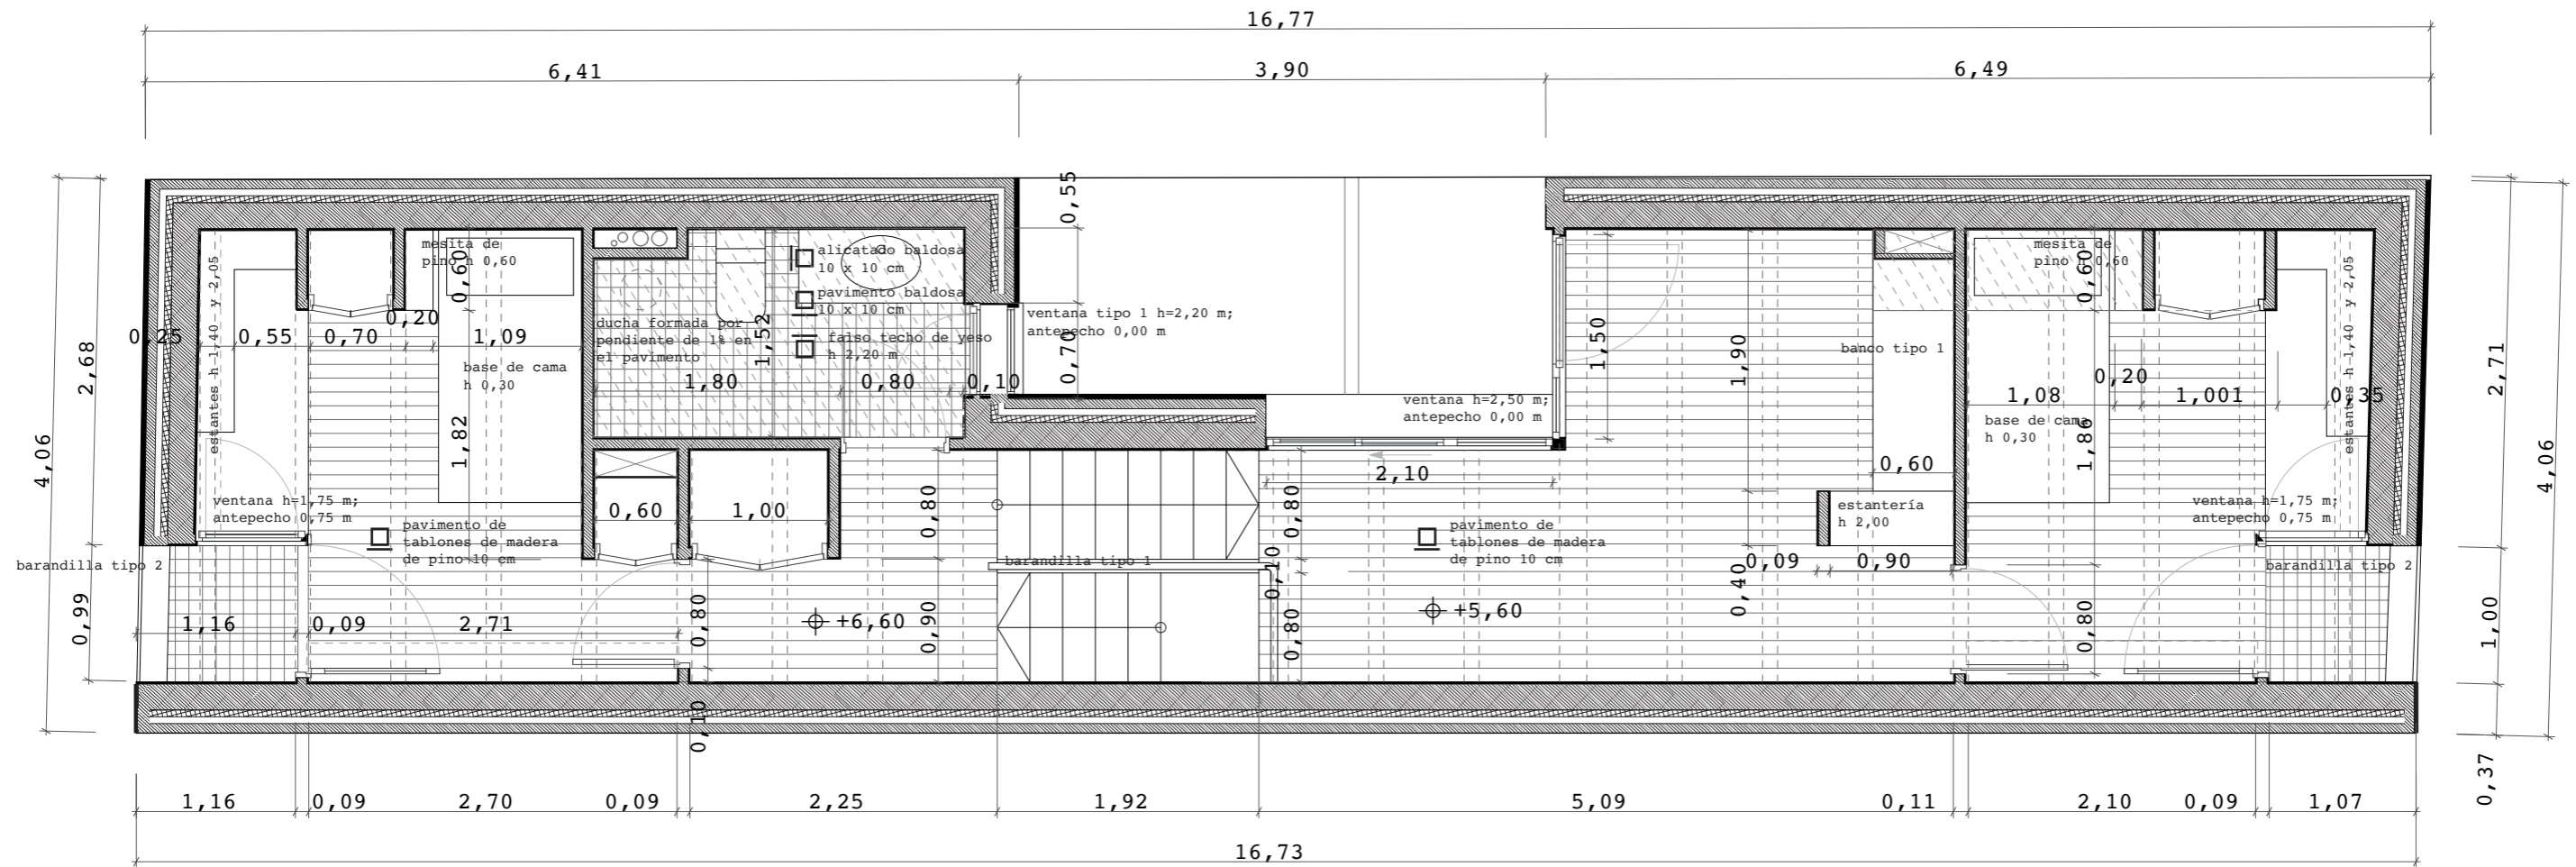 16,77
6,41
3,90
6,49
0,55
mesita de
pino h 0,60
0,60
alicatado baldosa
10 x 10 cm
pavimento baldosa
10 x 10 cm
falso techo de yeso
h 2,20 m
ducha formada por
pendiente de 1% en
el pavimento
1,52
ventana tipo 1 h=2,20 m;
antepecho 0,00 m
0,70
mesita de
pino h 0,60
0,60
estantes h 1,40 y 2,05
estantes h 1,40 y 2,05
0,25
0,55
0,70
0,20
1,09
base de cama
h 0,30
1,82
1,80
0,80
0,10
1,50
1,90
banco tipo 1
1,08
0,20
1,001
0,35
base de cama
h 0,30
1,86
ventana h=2,50 m;
antepecho 0,00 m
2,68
4,06
2,71
4,06
2,10
0,60
ventana h=1,75 m;
antepecho 0,75 m
pavimento de
tablones de madera
de pino 10 cm
0,60
1,00
0,80
0,80
pavimento de
tablones de madera
de pino 10 cm
estantería
h 2,00
ventana h=1,75 m;
antepecho 0,75 m
barandilla tipo 2
barandilla tipo 1
0,10
0,09
0,90
0,40
barandilla tipo 2
0,99
1,16
0,09
2,71
0,80
+6,60
0,90
0,80
+5,60
0,80
1,00
0,10
0,37
1,16
0,09
2,70
0,09
2,25
1,92
5,09
0,11
2,10
0,09
1,07
16,73